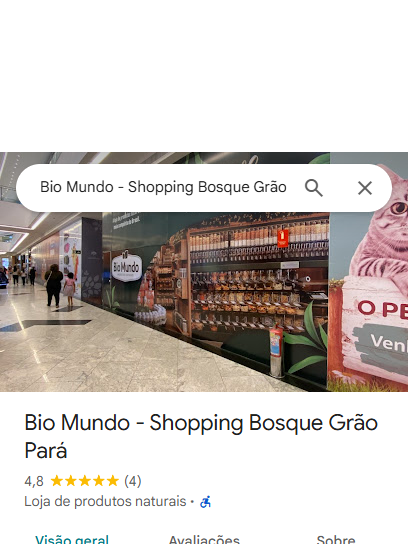 Bio Mundo - Shopping Bosque Grão
Bio Mundo
O PE
Venh
Bio Mundo - Shopping Bosque Grão
Pará
4,8 (4)
Loja de produtos naturais ·
Visão geral Avaliações Sobre